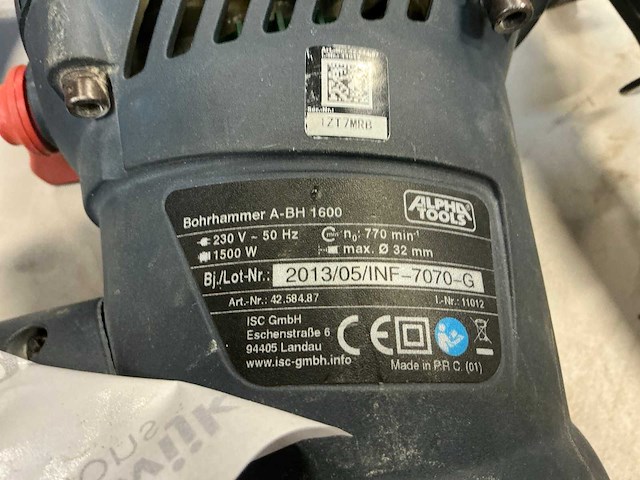 1ZT7MRB
ALPHA TOOLS
Bohrhammer A-BH 1600
230 V ~ 50 Hz n₀: 770 min⁻¹
1500 W max. Ø 32 mm
Bj./Lot-Nr.: 2013/05/INF-7070-G
Art.-Nr.: 42.584.87 I.-Nr.: 11012
ISC GmbH
Eschenstraße 6
94405 Landau
www.isc-gmbh.info
CE
Made in P.R.C. (01)